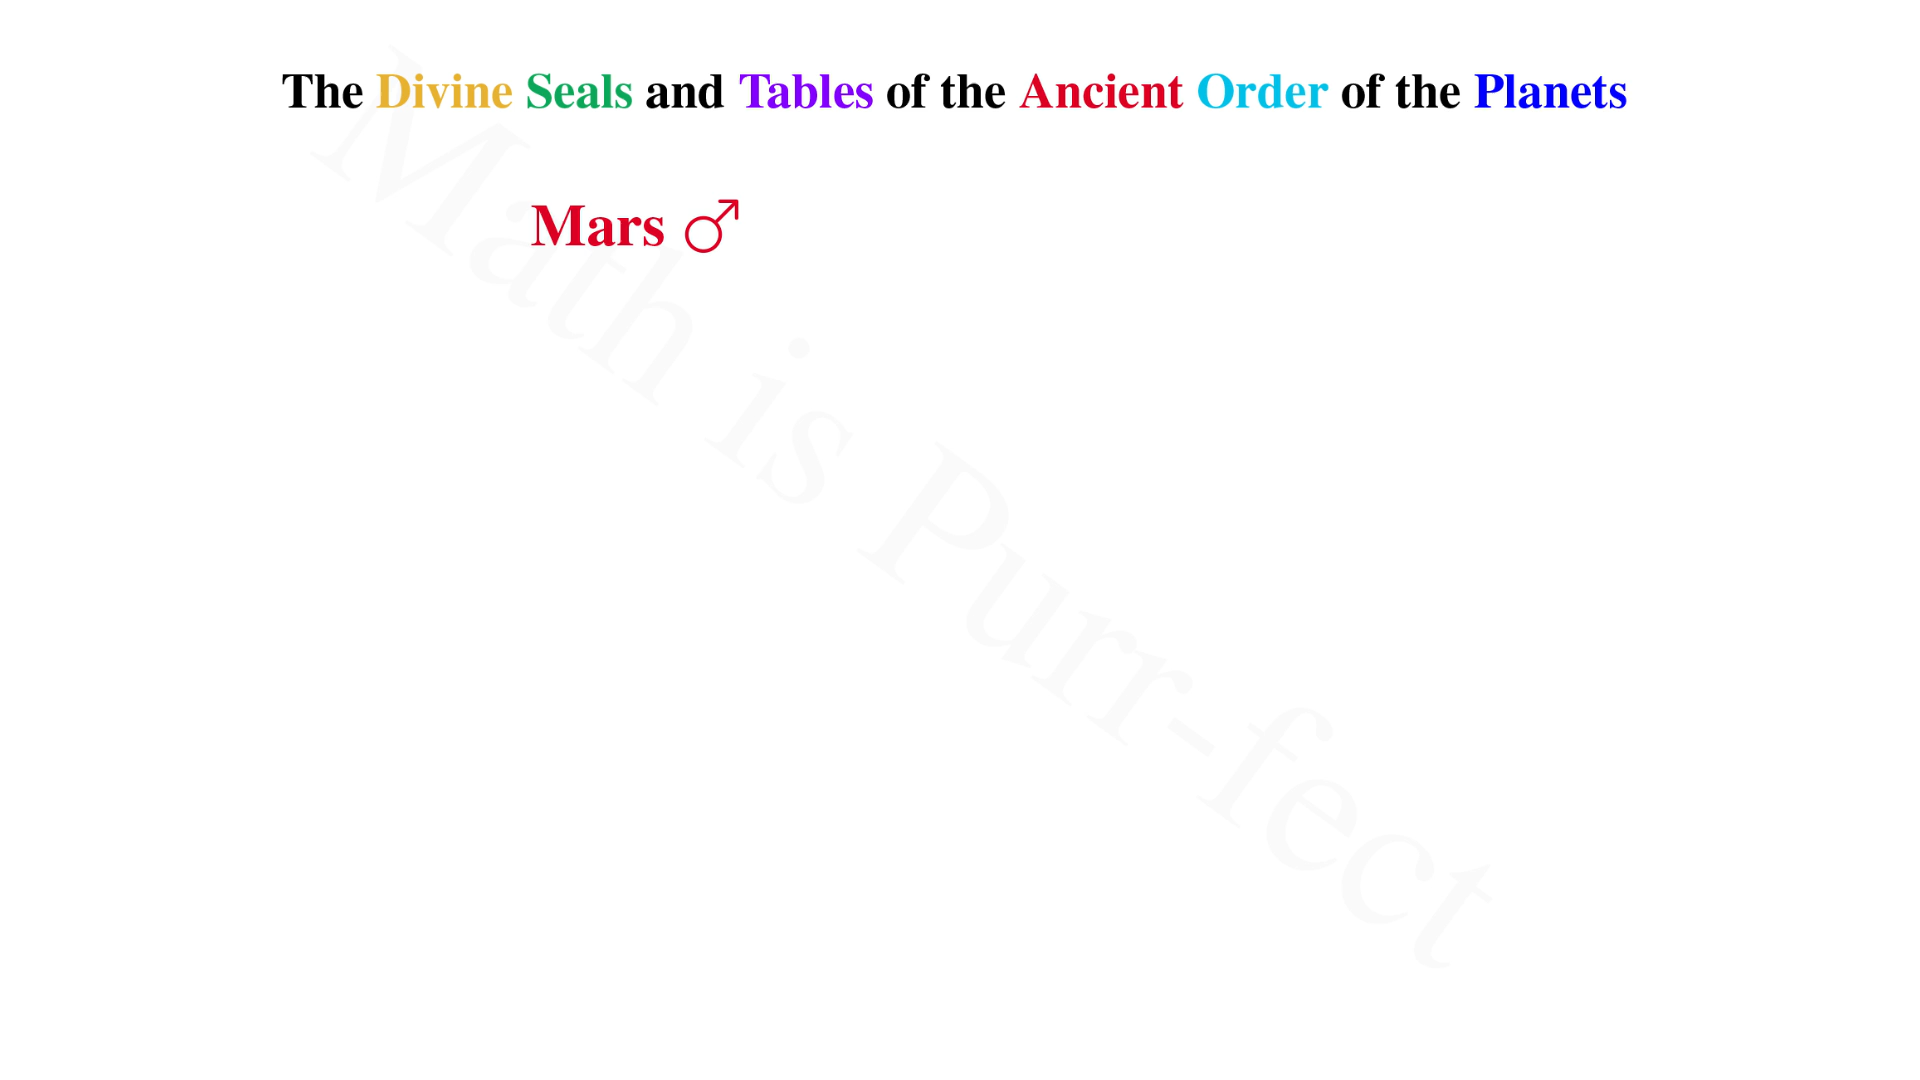 The Divine Seals and Tables of the Ancient Order of the Planets
Mars ♂
Math is Purr-fect